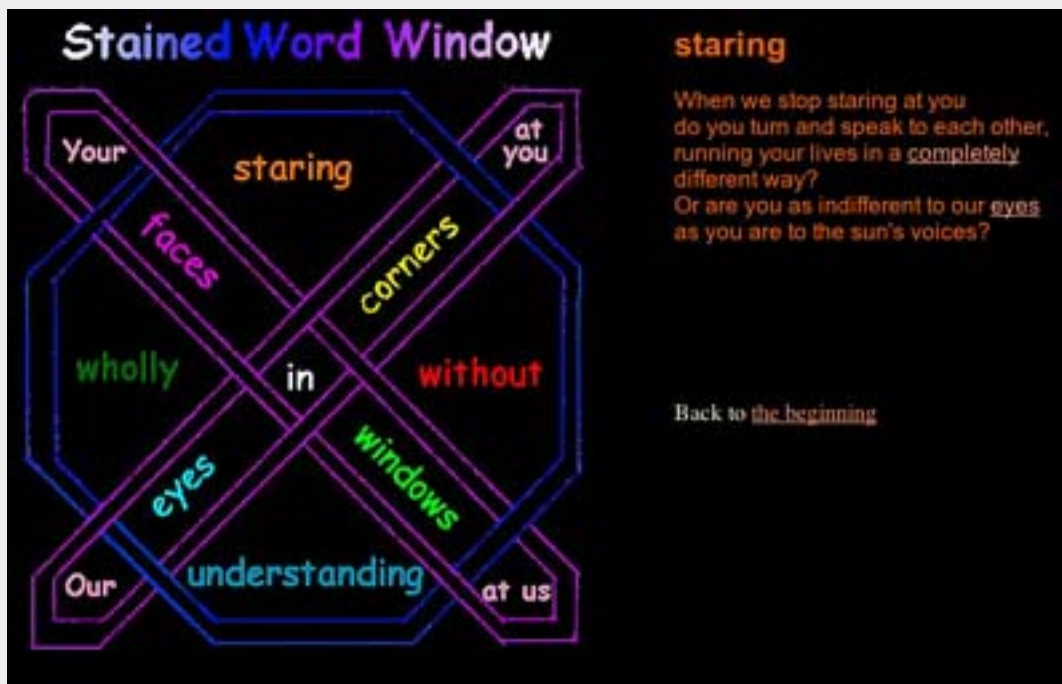 Stained Word Window
Your
at
you
staring
faces
corners
wholly
in
without
eyes
windows
Our
understanding
at us
staring
When we stop staring at you
do you turn and speak to each other,
running your lives in a completely
different way?
Or are you as indifferent to our eyes
as you are to the sun's voices?
Back to the beginning